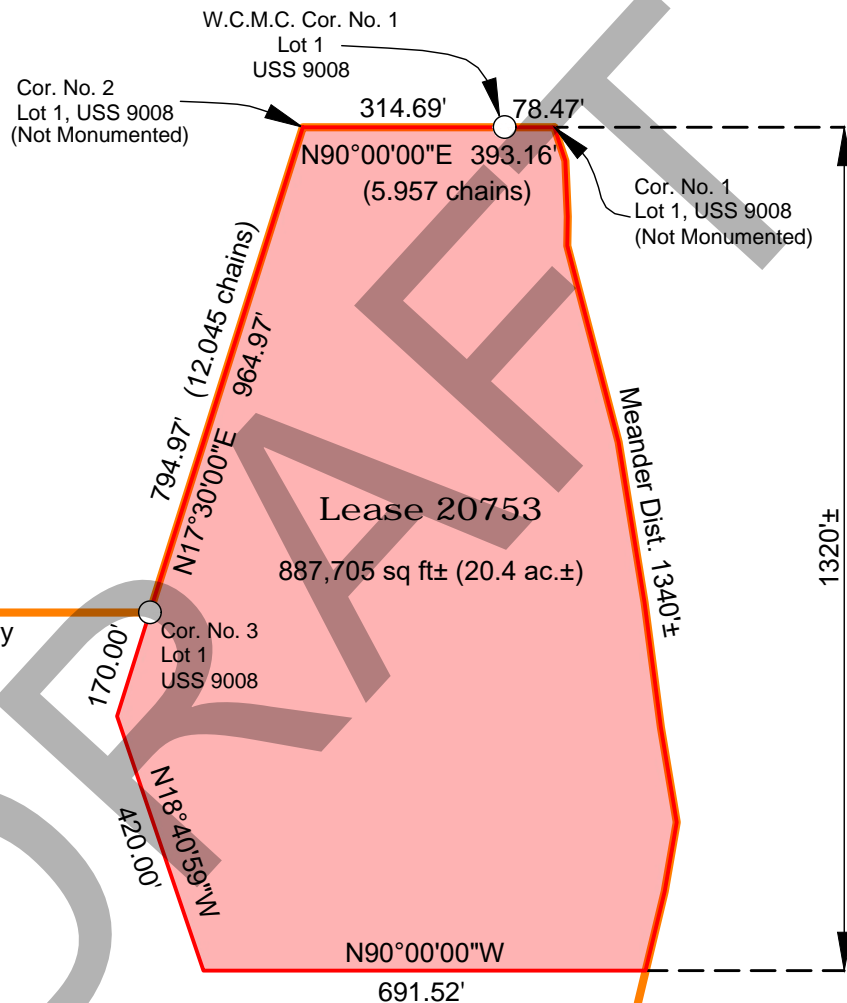 W.C.M.C. Cor. No. 1
Lot 1
USS 9008
Cor. No. 2
Lot 1, USS 9008
(Not Monumented)
314.69'
78.47'
N90°00'00"E 393.16'
(5.957 chains)
Cor. No. 1
Lot 1, USS 9008
(Not Monumented)
794.97' (12.045 chains)
N17°30'00"E 964.97'
Meander Dist. 1340'±
1320'±
Lease 20753
887,705 sq ft± (20.4 ac.±)
y
Cor. No. 3
Lot 1
USS 9008
170.00'
N18°40'59"W
420.00'
N90°00'00"W
691.52'
DRAFT